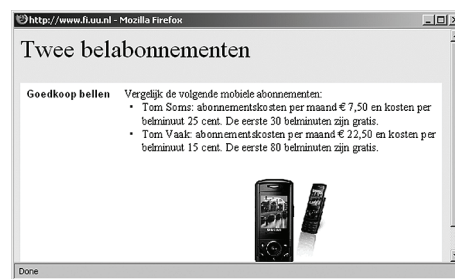 http://www.fi.uu.nl - Mozilla Firefox
Twee belabonnementen
Goedkoop bellen
Vergelijk de volgende mobiele abonnementen:
• Tom Soms: abonnementskosten per maand € 7,50 en kosten per
belminuut 25 cent. De eerste 30 belminuten zijn gratis.
• Tom Vaak: abonnementskosten per maand € 22,50 en kosten per
belminuut 15 cent. De eerste 80 belminuten zijn gratis.
Done